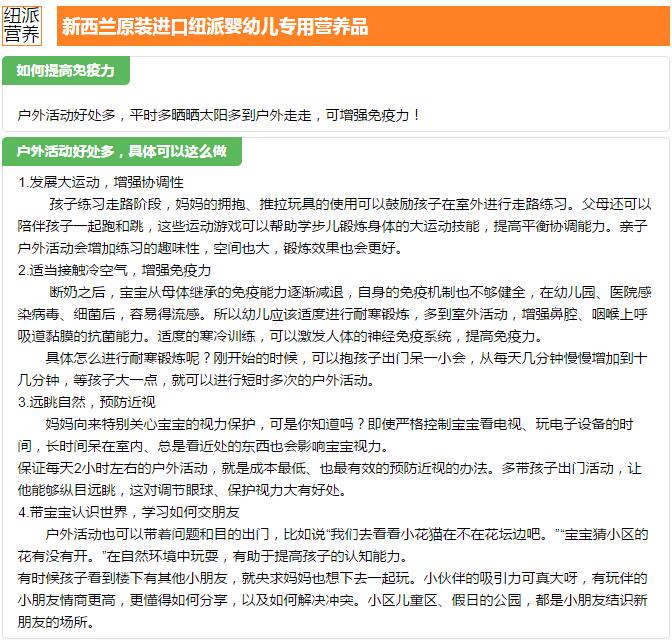 纽派
营养
新西兰原装进口纽派婴幼儿专用营养品
如何提高免疫力
户外活动好处多，平时多晒晒太阳多到户外走走，可增强免疫力！
户外活动好处多，具体可以这么做
1.发展大运动，增强协调性
孩子练习走路阶段，妈妈的拥抱、推拉玩具的使用可以鼓励孩子在室外进行走路练习。父母还可以
陪伴孩子一起跑和跳，这些运动游戏可以帮助学步儿锻炼身体的大运动技能，提高平衡协调能力。亲子
户外活动会增加练习的趣味性，空间也大，锻炼效果也会更好。
2.适当接触冷空气，增强免疫力
断奶之后，宝宝从母体继承的免疫能力逐渐减退，自身的免疫机制也不够健全，在幼儿园、医院感
染病毒、细菌后，容易得流感。所以幼儿应该适度进行耐寒锻炼，多到室外活动，增强鼻腔、咽喉上呼
吸道黏膜的抗菌能力。适度的寒冷训练，可以激发人体的神经免疫系统，提高免疫力。
具体怎么进行耐寒锻炼呢？刚开始的时候，可以抱孩子出门呆一小会，从每天几分钟慢慢增加到十
几分钟，等孩子大一点，就可以进行短时多次的户外活动。
3.远眺自然，预防近视
妈妈向来特别关心宝宝的视力保护，可是你知道吗？即使严格控制宝宝看电视、玩电子设备的时
间，长时间呆在室内、总是看近处的东西也会影响宝宝视力。
保证每天2小时左右的户外活动，就是成本最低、也最有效的预防近视的办法。多带孩子出门活动，让
他能够纵目远眺，这对调节眼球、保护视力大有好处。
4.带宝宝认识世界，学习如何交朋友
户外活动也可以带着问题和目的出门，比如说“我们去看看小花猫在不在花坛边吧。”“宝宝猜小区的
花有没有开。”在自然环境中玩耍，有助于提高孩子的认知能力。
有时候孩子看到楼下有其他小朋友，就央求妈妈也想下去一起玩。小伙伴的吸引力可真大呀，有玩伴的
小朋友情商更高，更懂得如何分享，以及如何解决冲突。小区儿童区、假日的公园，都是小朋友结识新
朋友的场所。